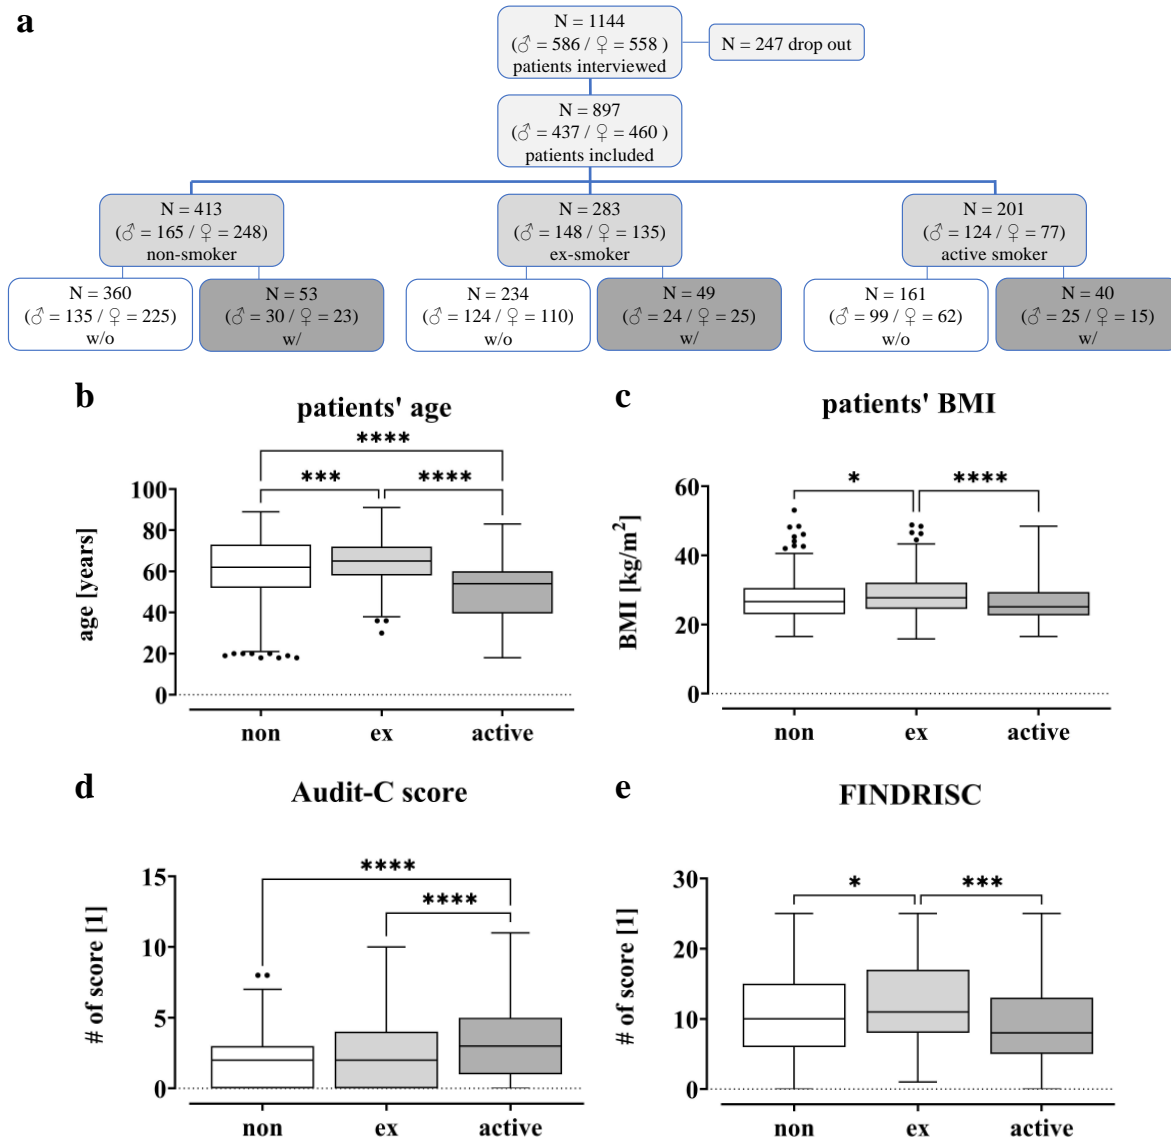 a
N = 1144
(♂ = 586 / ♀ = 558 )
patients interviewed
N = 247 drop out
N = 897
(♂ = 437 / ♀ = 460 )
patients included
N = 413
(♂ = 165 / ♀ = 248)
non-smoker
N = 283
(♂ = 148 / ♀ = 135)
ex-smoker
N = 201
(♂ = 124 / ♀ = 77)
active smoker
N = 360
(♂ = 135 / ♀ = 225)
w/o
N = 53
(♂ = 30 / ♀ = 23)
w/
N = 234
(♂ = 124 / ♀ = 110)
w/o
N = 49
(♂ = 24 / ♀ = 25)
w/
N = 161
(♂ = 99 / ♀ = 62)
w/o
N = 40
(♂ = 25 / ♀ = 15)
w/
b
patients' age
****
***
****
age [years]
100
80
60
40
20
0
non
ex
active
c
patients' BMI
*
****
BMI [kg/m²]
60
40
20
0
non
ex
active
d
Audit-C score
****
****
# of score [1]
15
10
5
0
non
ex
active
e
FINDRISC
*
***
# of score [1]
30
20
10
0
non
ex
active